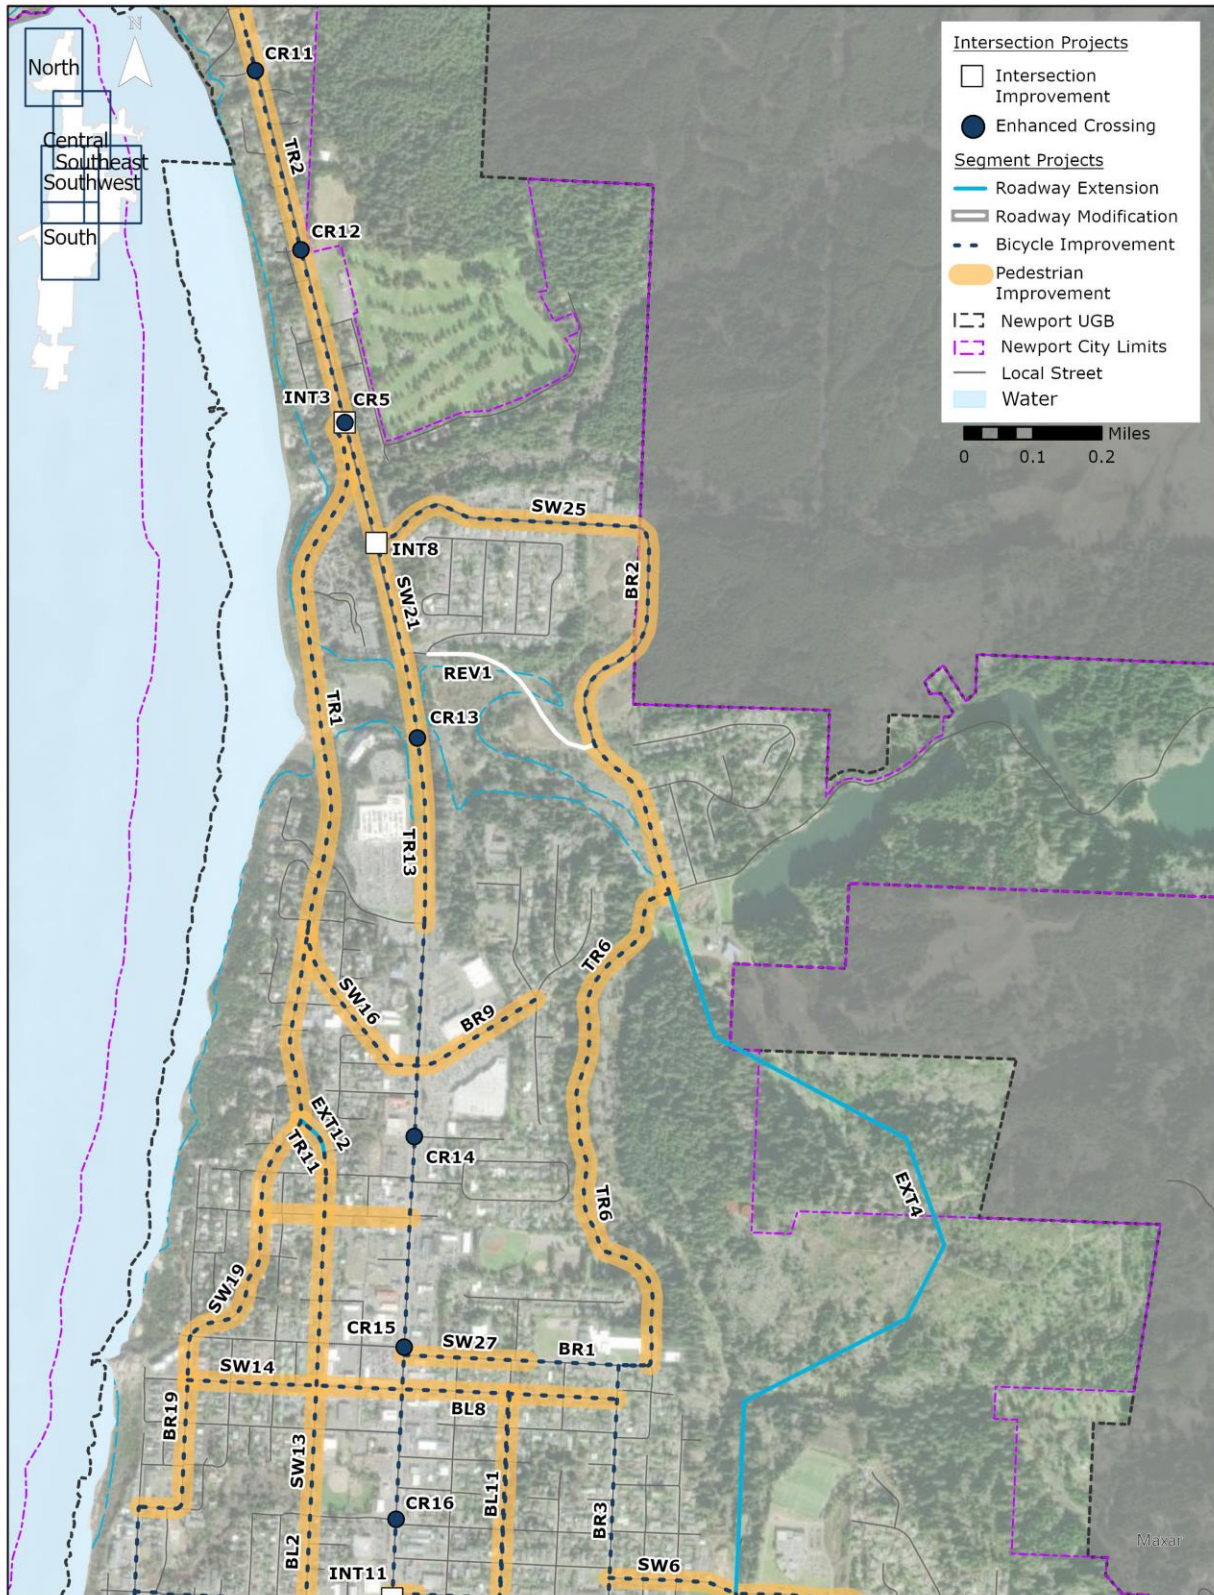 N
North
Central
Southeast
Southwest
South
Intersection Projects
Intersection
Improvement
Enhanced Crossing
Segment Projects
Roadway Extension
Roadway Modification
Bicycle Improvement
Pedestrian
Improvement
Newport UGB
Newport City Limits
Local Street
Water
Miles
0 0.1 0.2
CR11
TR2
CR12
INT3 CR5
SW25
INT8
BR2
SW21
REV1
TR1
CR13
TR13
TR6
SW16
BR9
EXT12
TR11
CR14
EXT4
TR6
SW19
CR15
SW27
BR1
SW14
BL8
BR19
SW13
BL11
CR16
BR3
BL2
INT11
SW6
Maxar